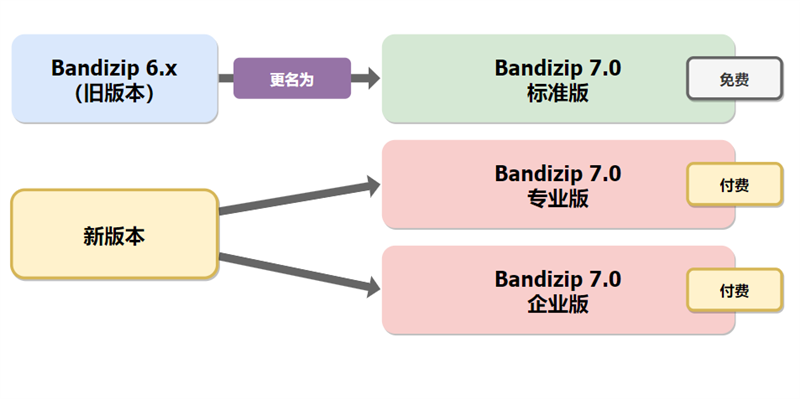 Bandizip 6.x
（旧版本）
更名为
Bandizip 7.0
标准版
免费
新版本
Bandizip 7.0
专业版
付费
Bandizip 7.0
企业版
付费